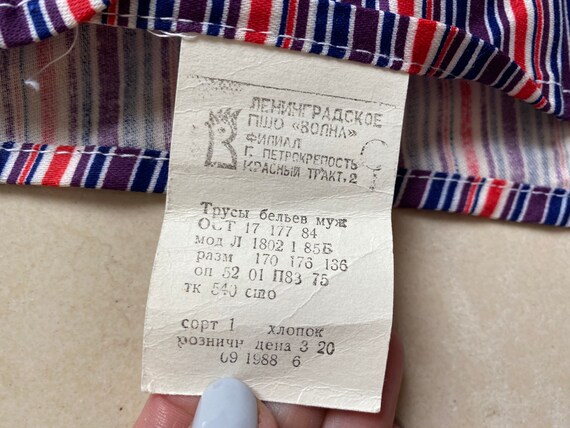 ЛЕНИНГРАДСКОЕ
ПШО «ВОЛНА»
ФИЛИАЛ
Г. ПЕТРОКРЕПОСТЬ
КРАСНЫЙ ТРАКТ, 2
Трусы бельев муж
ОСТ 17 177 84
мод Л 1802 1 85Б
разм 170 176 136
оп 52 01 П83 75
тк 540 сшо
сорт 1 хлопок
розничн цена 3 20
09 1988 6